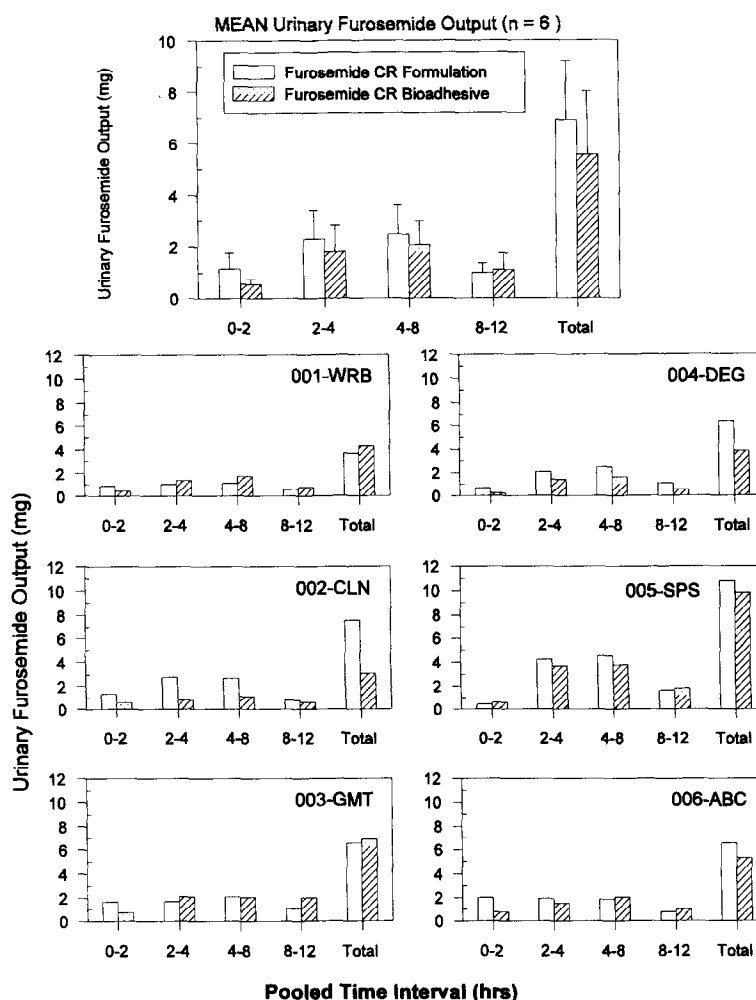 MEAN Urinary Furosemide Output (n = 6 )
Urinary Furosemide Output (mg)
10
8
6
4
2
0
Furosemide CR Formulation
Furosemide CR Bioadhesive
0-2 2-4 4-8 8-12 Total
Urinary Furosemide Output (mg)
001-WRB
12
10
8
6
4
2
0
0-2 2-4 4-8 8-12 Total
004-DEG
12
10
8
6
4
2
0
0-2 2-4 4-8 8-12 Total
002-CLN
12
10
8
6
4
2
0
0-2 2-4 4-8 8-12 Total
005-SPS
12
10
8
6
4
2
0
0-2 2-4 4-8 8-12 Total
003-GMT
12
10
8
6
4
2
0
0-2 2-4 4-8 8-12 Total
006-ABC
12
10
8
6
4
2
0
0-2 2-4 4-8 8-12 Total
Pooled Time Interval (hrs)